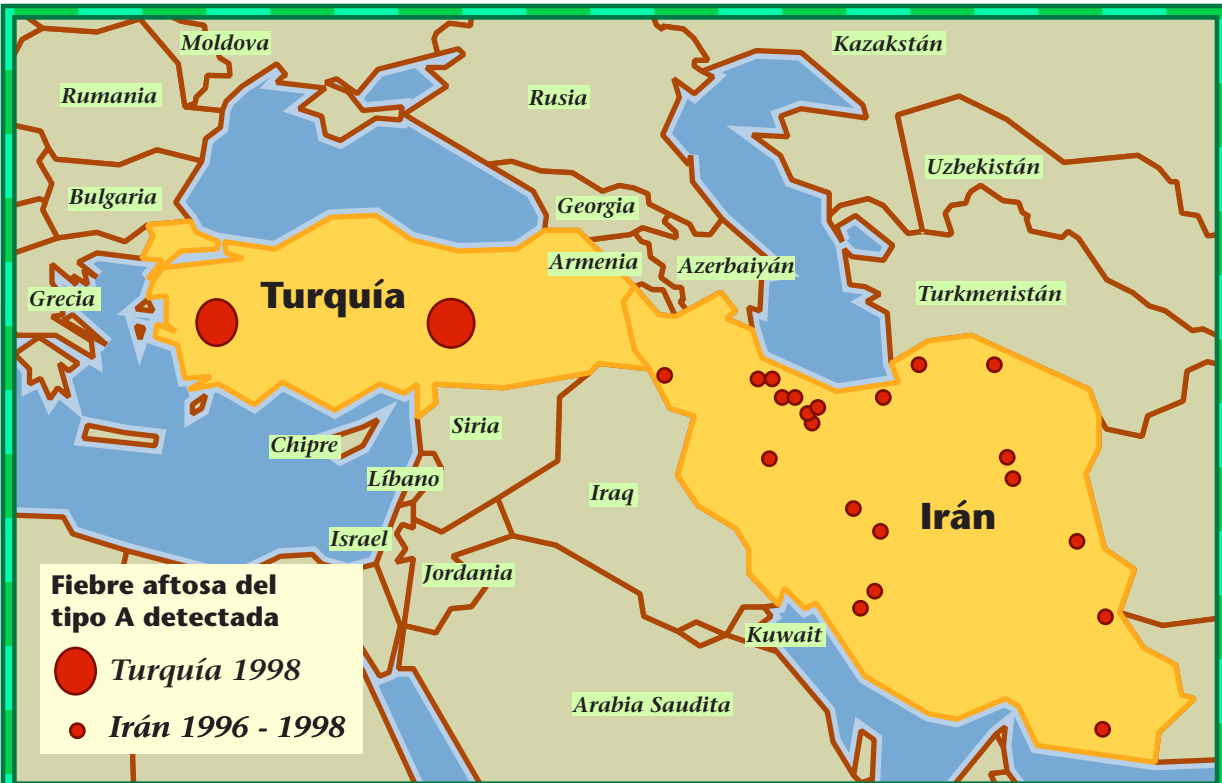 Moldova
Kazakstán
Rumania
Rusia
Uzbekistán
Bulgaria
Georgia
Armenia
Azerbaiyán
Grecia
Turquía
Turkmenistán
Siria
Chipre
Líbano
Iraq
Irán
Israel
Jordania
Kuwait
Arabia Saudita
Fiebre aftosa del
tipo A detectada
Turquía 1998
Irán 1996 - 1998